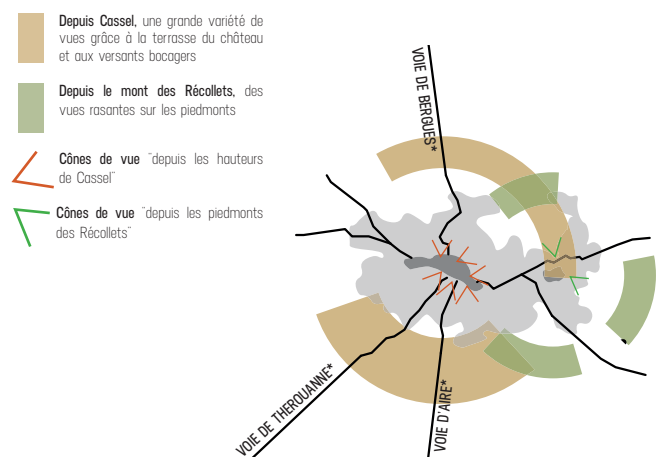 Depuis Cassel, une grande variété de
vues grâce à la terrasse du château
et aux versants bocagers
Depuis le mont des Récollets, des
vues rasantes sur les piedmonts
Cônes de vue ¨depuis les hauteurs
de Cassel¨
Cônes de vue ¨depuis les piedmonts
des Récollets¨
VOIE DE BERGUES*
VOIE DE THEROUANNE*
VOIE D'AIRE*